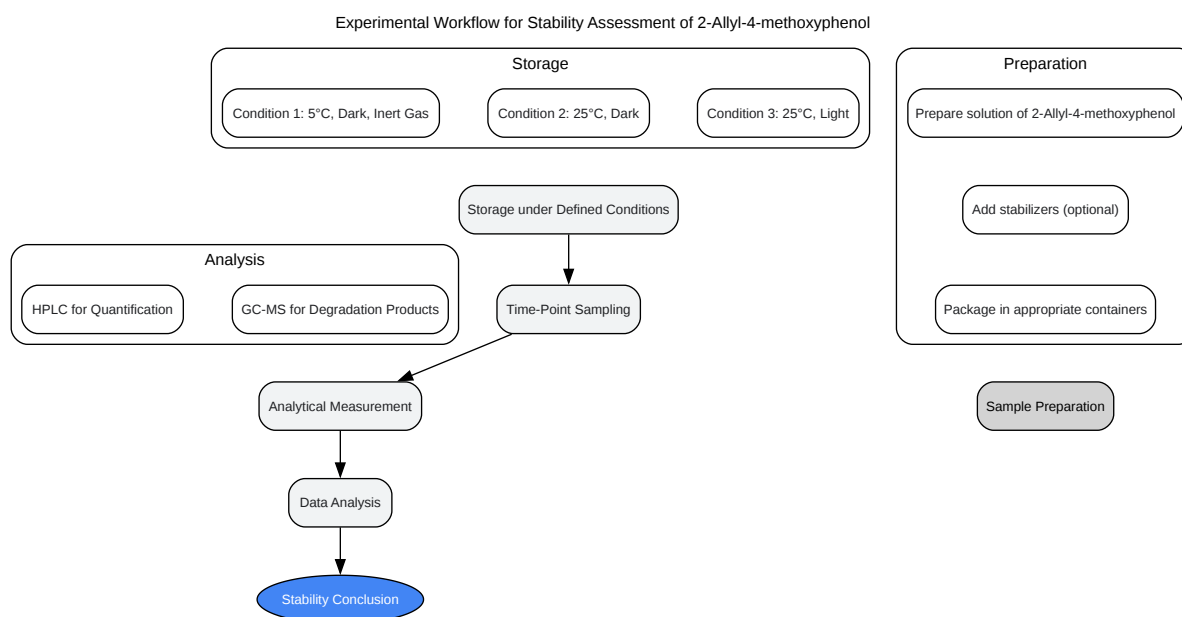 Experimental Workflow for Stability Assessment of 2-Allyl-4-methoxyphenol
Storage
Condition 1: 5°C, Dark, Inert Gas
Condition 2: 25°C, Dark
Condition 3: 25°C, Light
Preparation
Prepare solution of 2-Allyl-4-methoxyphenol
Add stabilizers (optional)
Package in appropriate containers
Storage under Defined Conditions
Analysis
HPLC for Quantification
GC-MS for Degradation Products
Time-Point Sampling
Analytical Measurement
Sample Preparation
Data Analysis
Stability Conclusion